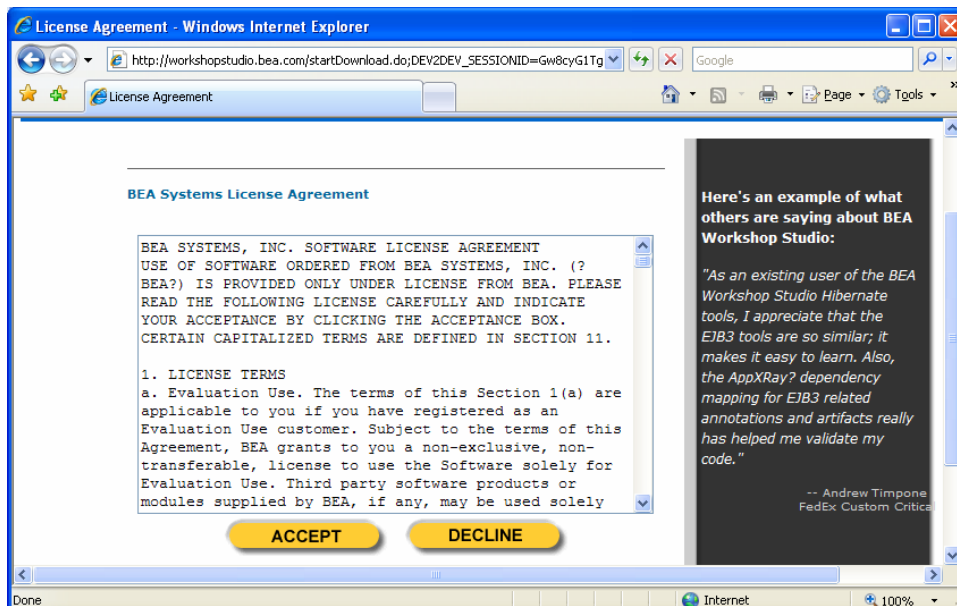 License Agreement - Windows Internet Explorer
http://workshopstudio.bea.com/startDownload.do;DEV2DEV_SESSIONID=Gw8cyG1Tg
Google
License Agreement
Page
Tools
»
BEA Systems License Agreement
BEA SYSTEMS, INC. SOFTWARE LICENSE AGREEMENT
USE OF SOFTWARE ORDERED FROM BEA SYSTEMS, INC. (?
BEA?) IS PROVIDED ONLY UNDER LICENSE FROM BEA. PLEASE
READ THE FOLLOWING LICENSE CAREFULLY AND INDICATE
YOUR ACCEPTANCE BY CLICKING THE ACCEPTANCE BOX.
CERTAIN CAPITALIZED TERMS ARE DEFINED IN SECTION 11.
1. LICENSE TERMS
a. Evaluation Use. The terms of this Section 1(a) are
applicable to you if you have registered as an
Evaluation Use customer. Subject to the terms of this
Agreement, BEA grants to you a non-exclusive, non-
transferable, license to use the Software solely for
Evaluation Use. Third party software products or
modules supplied by BEA, if any, may be used solely
ACCEPT
DECLINE
Here's an example of what
others are saying about BEA
Workshop Studio:
"As an existing user of the BEA
Workshop Studio Hibernate
tools, I appreciate that the
EJB3 tools are so similar; it
makes it easy to learn. Also,
the AppXRay? dependency
mapping for EJB3 related
annotations and artifacts really
has helped me validate my
code."
-- Andrew Timpone
FedEx Custom Critica
Done
Internet
100%